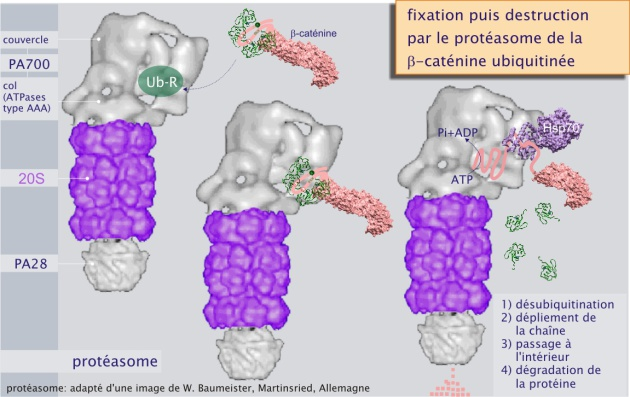 fixation puis destruction
par le protéasome de la
β-caténine ubiquitinée
couvercle
PA700
col
(ATPases
type AAA)
Ub-R
β-caténine
20S
PA28
Pi+ADP
ATP
Hsp70
1) désubiquitination
2) dépliement de
la chaîne
3) passage à
l'intérieur
4) dégradation de
la protéine
protéasome
protéasome: adapté d'une image de W. Baumeister, Martinsried, Allemagne